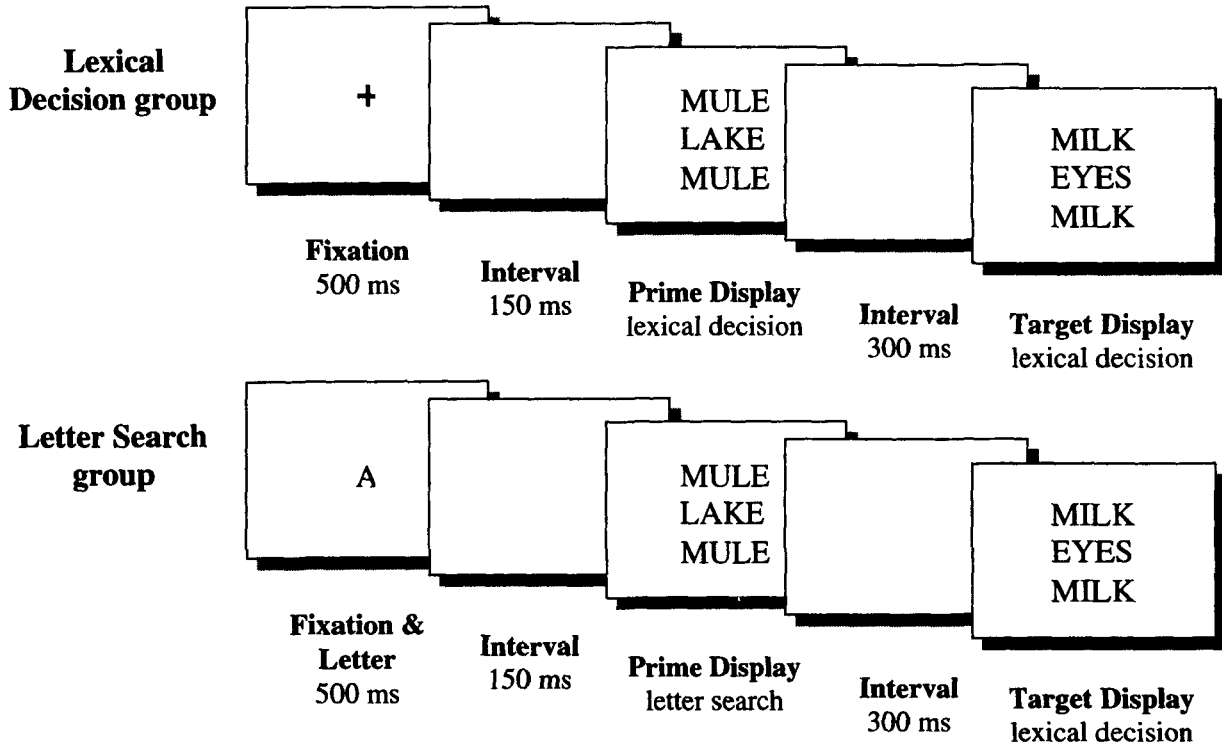 Lexical
Decision group
+
MULE
LAKE
MULE
MILK
EYES
MILK
Fixation
500 ms
Interval
150 ms
Prime Display
lexical decision
Interval
300 ms
Target Display
lexical decision
Letter Search
group
A
MULE
LAKE
MULE
MILK
EYES
MILK
Fixation &
Letter
500 ms
Interval
150 ms
Prime Display
letter search
Interval
300 ms
Target Display
lexical decision